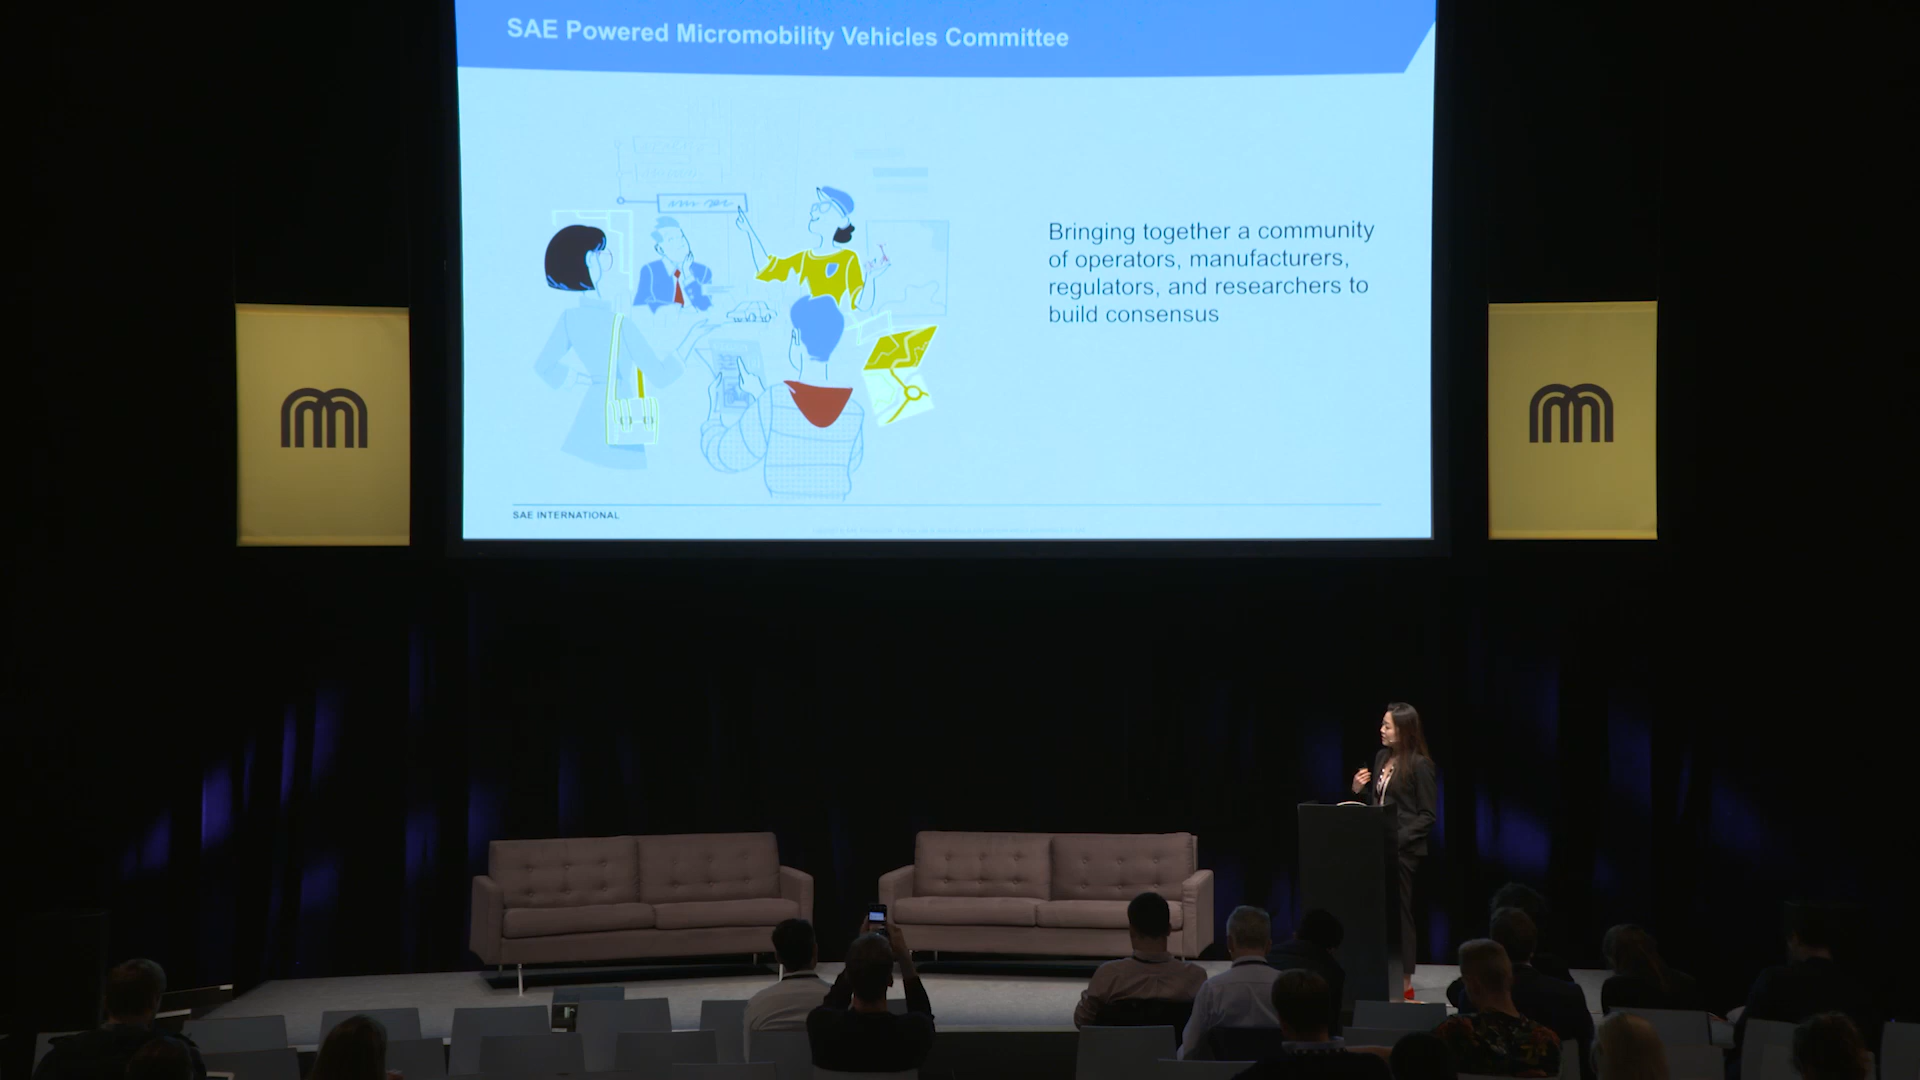 SAE Powered Micromobility Vehicles Committee
Bringing together a community
of operators, manufacturers,
regulators, and researchers to
build consensus
SAE INTERNATIONAL